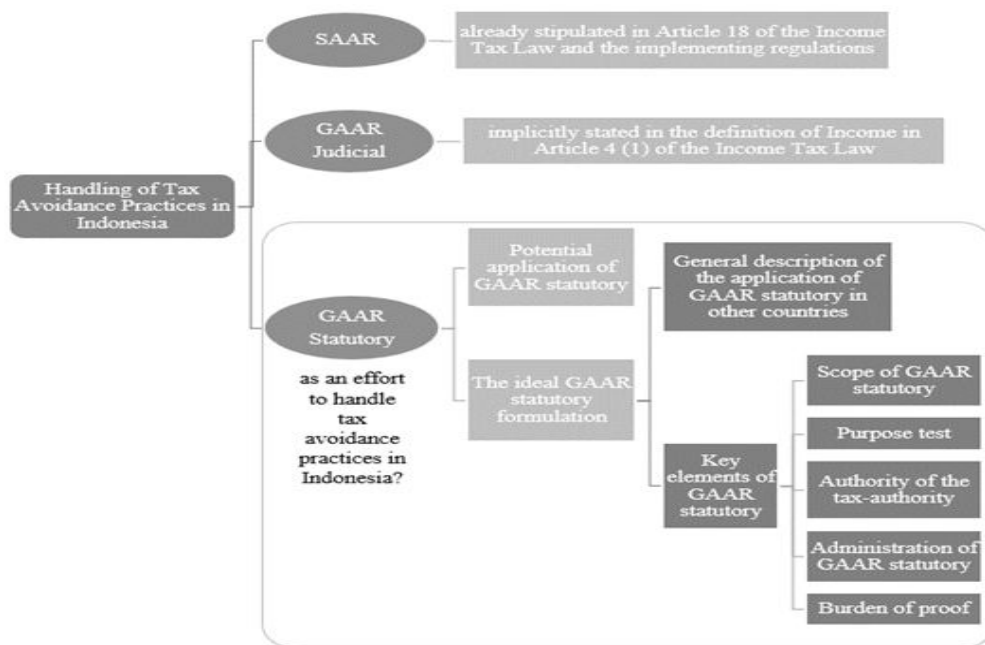 SAAR
already stipulated in Article 18 of the Income
Tax Law and the implementing regulations
GAAR
Judicial
implicitly stated in the definition of Income in
Article 4 (1) of the Income Tax Law
Handling of Tax
Avoidance Practices in
Indonesia
GAAR
Statutory
as an effort
to handle
tax
avoidance
practices in
Indonesia?
Potential
application of
GAAR statutory
The ideal GAAR
statutory
formulation
General description of
the application of
GAAR statutory in
other countries
Key
elements of
GAAR
statutory
Scope of GAAR
statutory
Purpose test
Authority of the
tax-authority
Administration of
GAAR statutory
Burden of proof